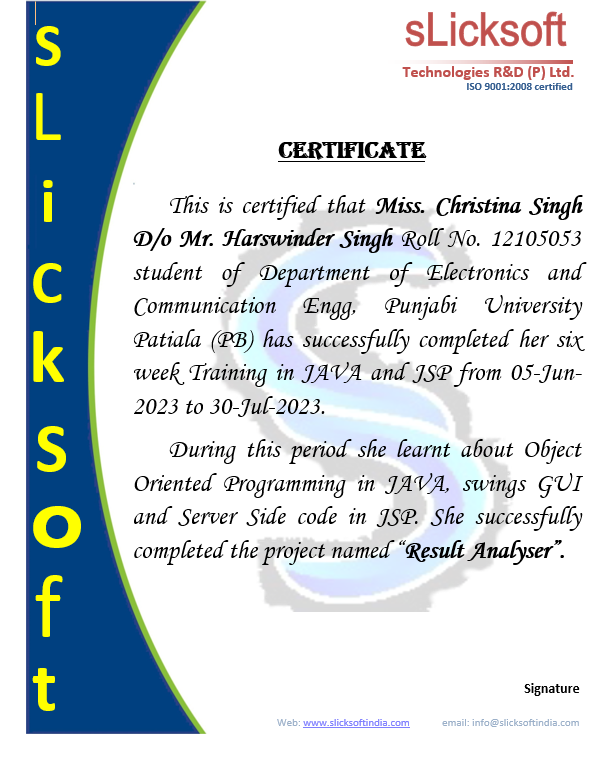 sLicksoft
sLicksoft
Technologies R&D (P) Ltd.
ISO 9001:2008 certified
CERTIFICATE
This is certified that Miss. Christina Singh
D/o Mr. Harswinder Singh Roll No. 12105053
student of Department of Electronics and
Communication Engg, Punjabi University
Patiala (PB) has successfully completed her six
week Training in JAVA and JSP from 05-Jun-
2023 to 30-Jul-2023.
During this period she learnt about Object
Oriented Programming in JAVA, swings GUI
and Server Side code in JSP. She successfully
completed the project named “Result Analyser”.
Signature
Web: www.slicksoftindia.com email: info@slicksoftindia.com